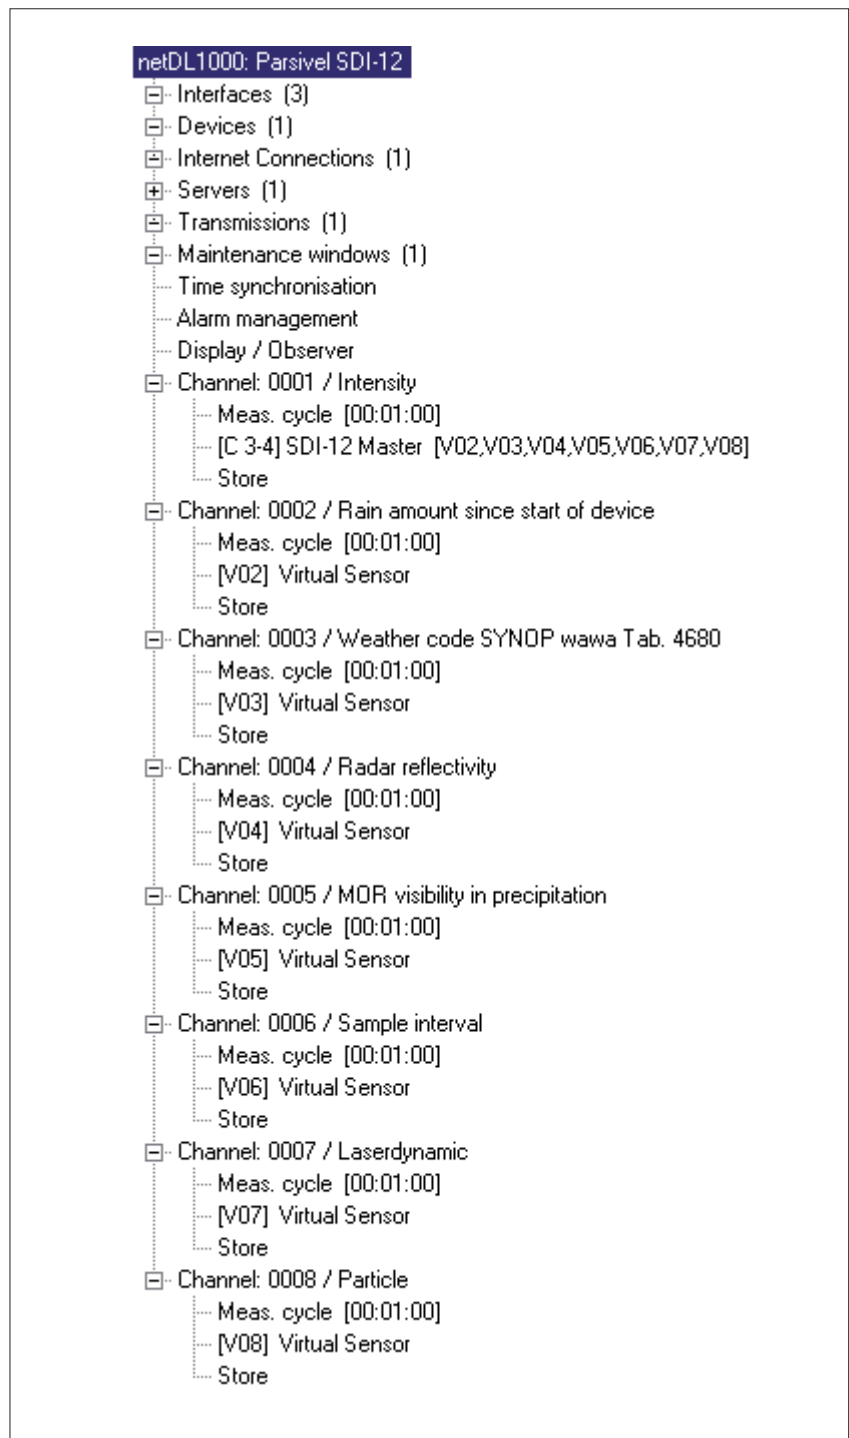 netDL1000: Parsivel SDI-12
Interfaces (3)
Devices (1)
Internet Connections (1)
Servers (1)
Transmissions (1)
Maintenance windows (1)
Time synchronisation
Alarm management
Display / Observer
Channel: 0001 / Intensity
Meas. cycle [00:01:00]
[C 3-4] SDI-12 Master [V02,V03,V04,V05,V06,V07,V08]
Store
Channel: 0002 / Rain amount since start of device
Meas. cycle [00:01:00]
[V02] Virtual Sensor
Store
Channel: 0003 / Weather code SYNOP wawa Tab. 4680
Meas. cycle [00:01:00]
[V03] Virtual Sensor
Store
Channel: 0004 / Radar reflectivity
Meas. cycle [00:01:00]
[V04] Virtual Sensor
Store
Channel: 0005 / MOR visibility in precipitation
Meas. cycle [00:01:00]
[V05] Virtual Sensor
Store
Channel: 0006 / Sample interval
Meas. cycle [00:01:00]
[V06] Virtual Sensor
Store
Channel: 0007 / Laserdynamic
Meas. cycle [00:01:00]
[V07] Virtual Sensor
Store
Channel: 0008 / Particle
Meas. cycle [00:01:00]
[V08] Virtual Sensor
Store